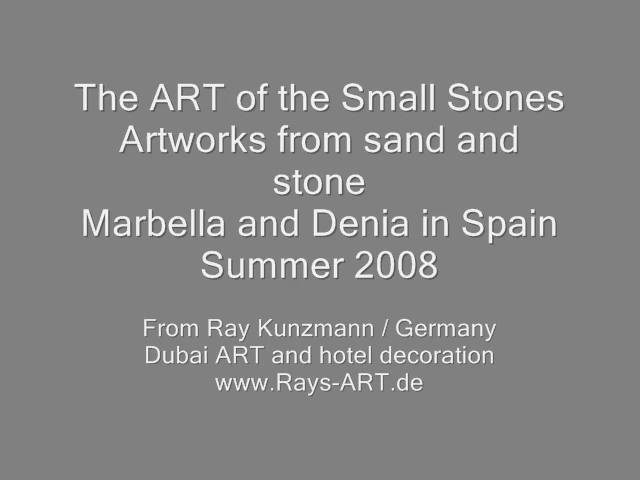 The ART of the Small Stones
Artworks from sand and
stone
Marbella and Denia in Spain
Summer 2008
From Ray Kunzmann / Germany
Dubai ART and hotel decoration
www.Rays-ART.de